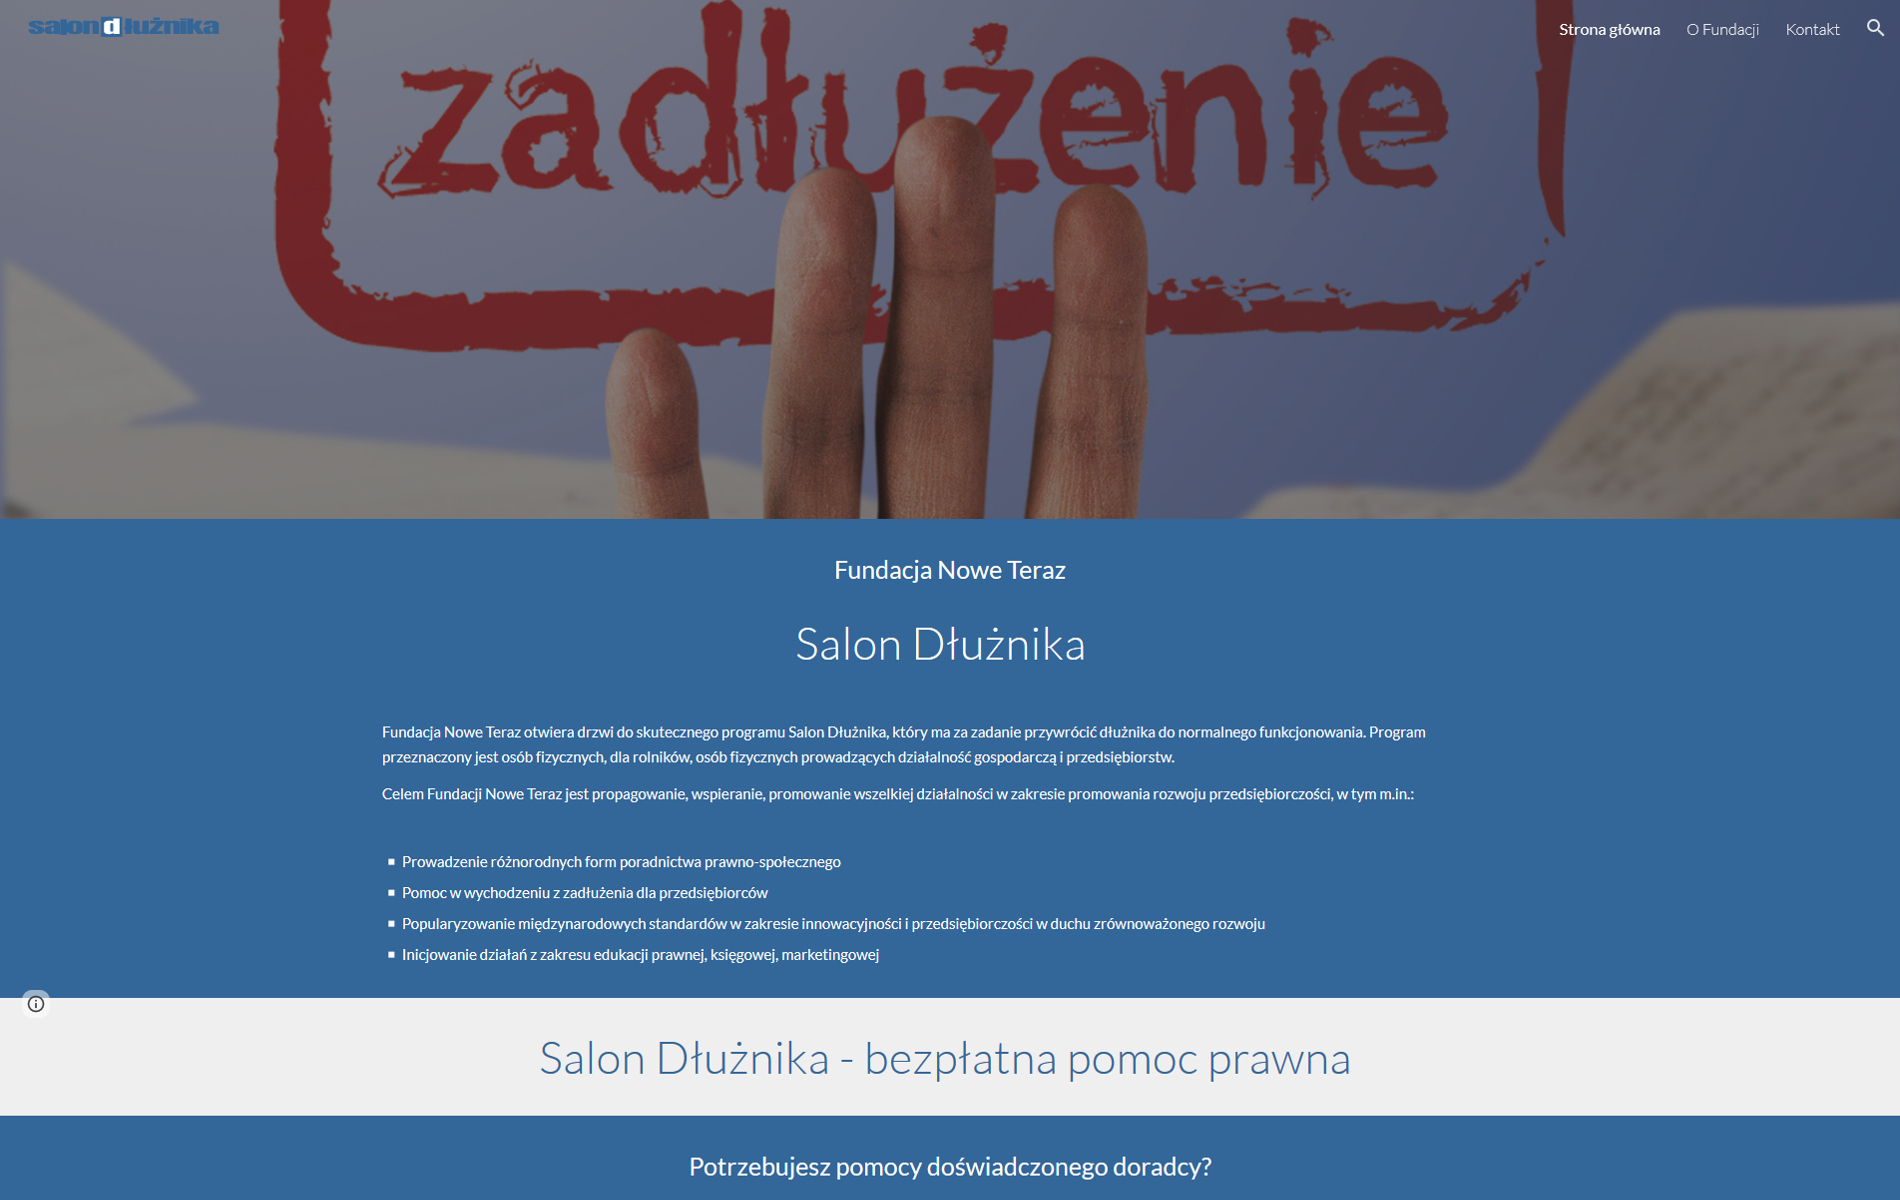 salon dłużnika
Strona główna
O Fundacji
Kontakt
zadłużenie
Fundacja Nowe Teraz
Salon Dłużnika
Fundacja Nowe Teraz otwiera drzwi do skutecznego programu Salon Dłużnika, który ma za zadanie przywrócić dłużnika do normalnego funkcjonowania. Program
przeznaczony jest osób fizycznych, dla rolników, osób fizycznych prowadzących działalność gospodarczą i przedsiębiorstw.
Celem Fundacji Nowe Teraz jest propagowanie, wspieranie, promowanie wszelkiej działalności w zakresie promowania rozwoju przedsiębiorczości, w tym m.in.:
Prowadzenie różnorodnych form poradnictwa prawno-społecznego
Pomoc w wychodzeniu z zadłużenia dla przedsiębiorców
Popularyzowanie międzynarodowych standardów w zakresie innowacyjności i przedsiębiorczości w duchu zrównoważonego rozwoju
Inicjowanie działań z zakresu edukacji prawnej, księgowej, marketingowej
Salon Dłużnika - bezpłatna pomoc prawna
Potrzebujesz pomocy doświadczonego doradcy?